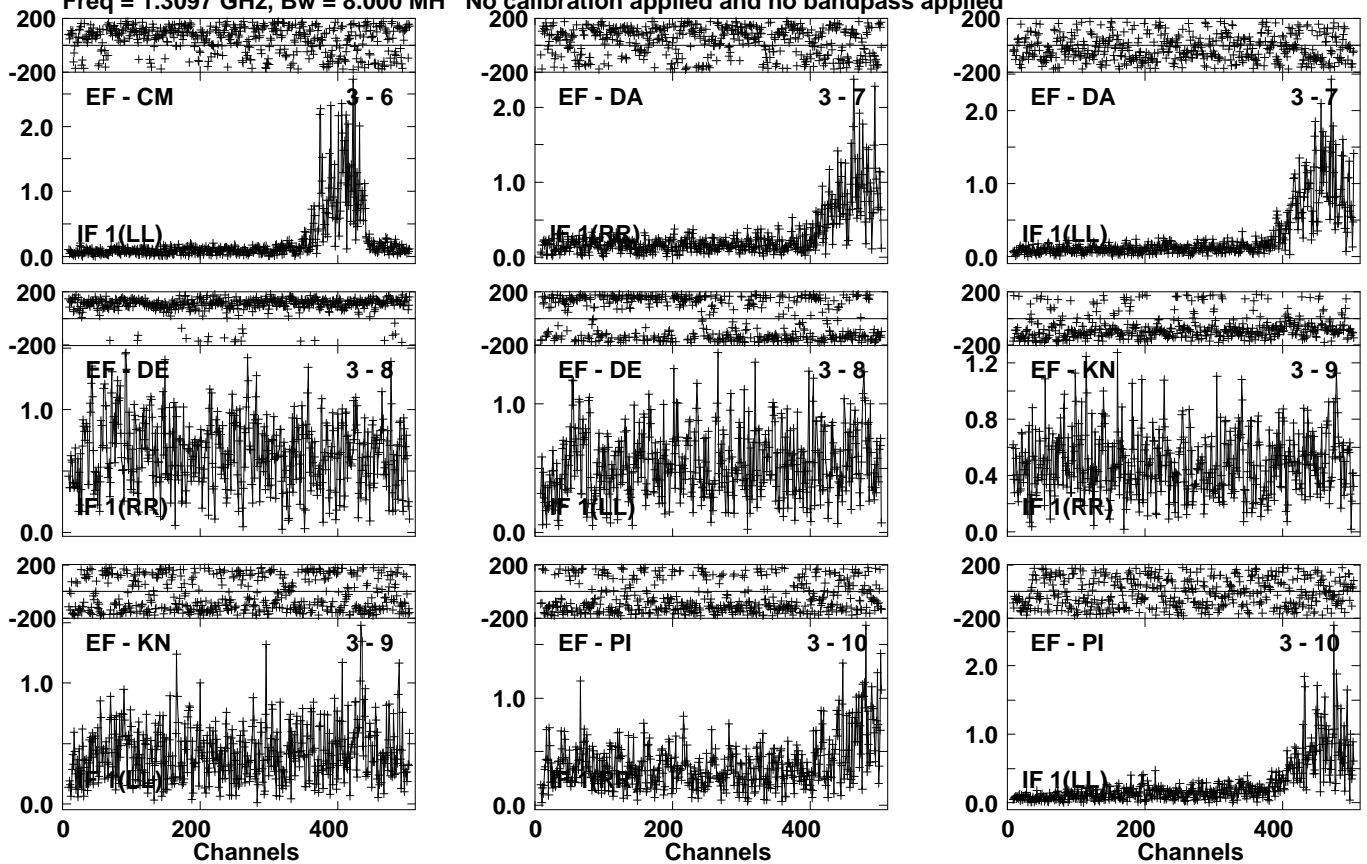 Freq = 1.3097 GHz, Bw = 8.000 MH No calibration applied and no bandpass applied
200 200 200
-200 -200 -200
EF - CM 3 - 6 EF - DA 3 - 7 EF - DA 3 - 7
2.0 2.0 2.0
1.0 1.0 1.0
IF 1(LL) IF 1(RR) IF 1(LL)
0.0 0.0 0.0
200 200 200
-200 -200 -200
EF - DE 3 - 8 EF - DE 3 - 8 EF - KN 3 - 9
1.2
1.0 1.0 0.8
0.4
IF 1(RR) IF 1(LL) IF 1(RR)
0.0 0.0 0.0
200 200 200
-200 -200 -200
EF - KN 3 - 9 EF - PI 3 - 10 EF - PI 3 - 10
1.0 1.0 2.0
1.0
IF 1(LL) IF 1(RR) IF 1(LL)
0.0 0.0 0.0
0 200 400 0 200 400 0 200 400
Channels Channels Channels